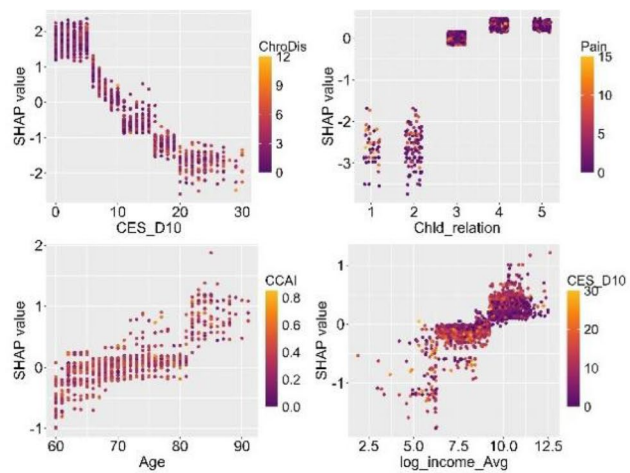 SHAP value
2
1
0
-1
-2
0 10 20 30
CES_D10
ChroDis
12
9
6
3
0
SHAP value
0
-1
-2
-3
1 2 3 4 5
Chld_relation
Pain
15
10
5
0
SHAP value
2
1
0
-1
60 70 80 90
Age
CCAI
0.8
0.6
0.4
0.2
0.0
SHAP value
1
0
-1
2.5 5.0 7.5 10.0 12.5
log_income_Avg
CES_D10
30
20
10
0